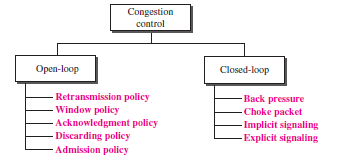 Congestion
control
Open-loop
Closed-loop
Retransmission policy
Window policy
Acknowledgment policy
Discarding policy
Admission policy
Back pressure
Choke packet
Implicit signaling
Explicit signaling